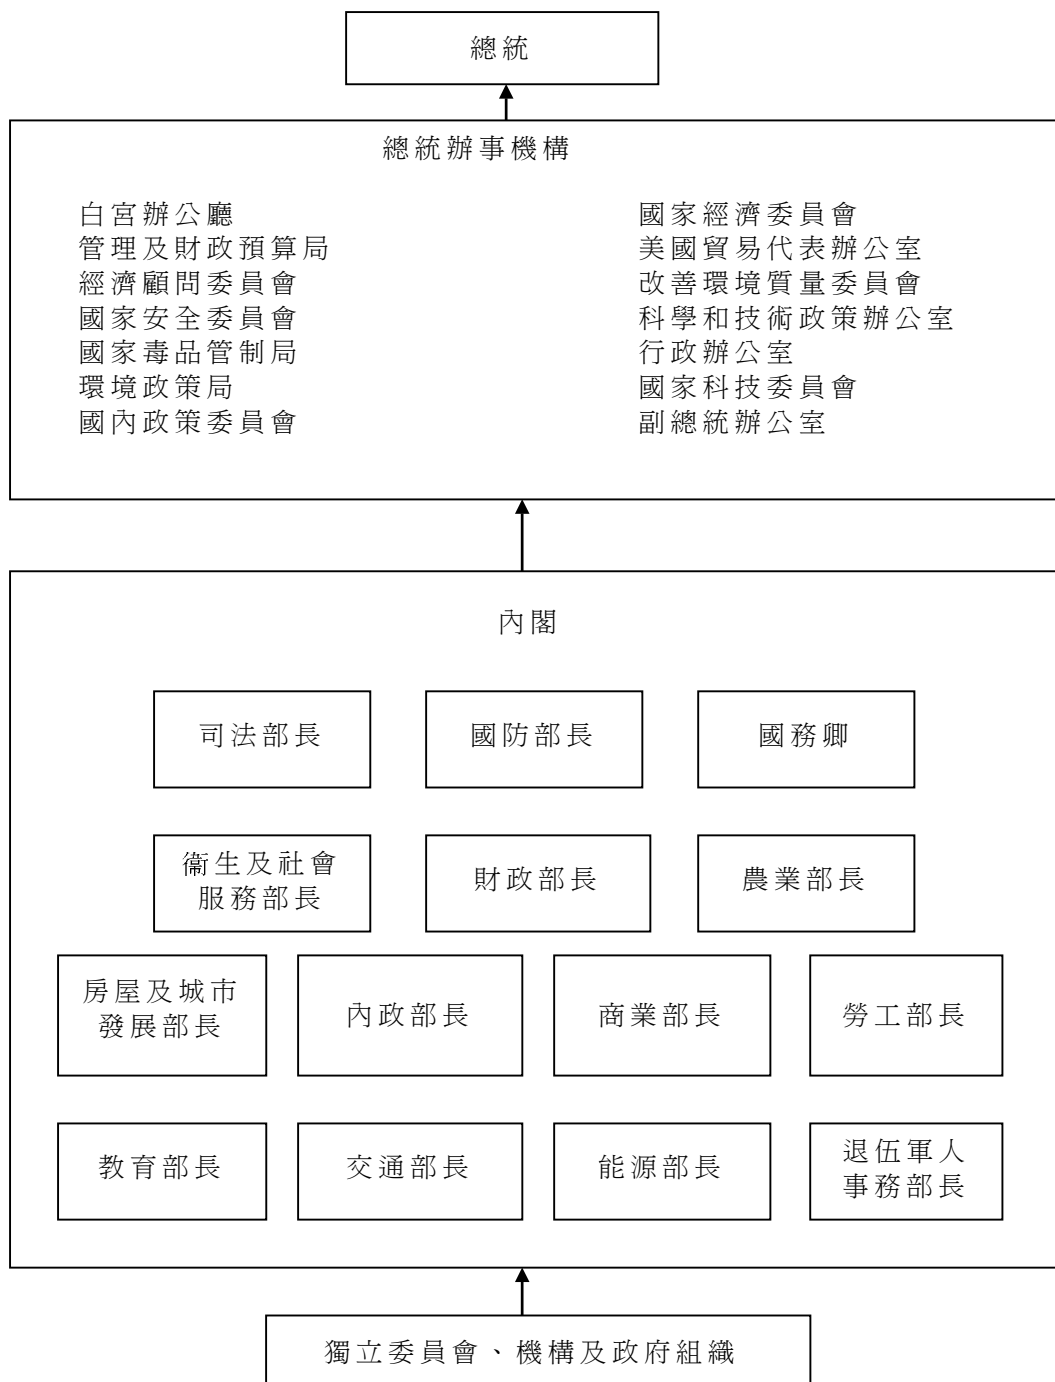 總統
總統辦事機構
白宮辦公廳
管理及財政預算局
經濟顧問委員會
國家安全委員會
國家毒品管制局
環境政策局
國內政策委員會
國家經濟委員會
美國貿易代表辦公室
改善環境質量委員會
科學和技術政策辦公室
行政辦公室
國家科技委員會
副總統辦公室
內閣
司法部長
國防部長
國務卿
衞生及社會
服務部長
財政部長
農業部長
房屋及城市
發展部長
內政部長
商業部長
勞工部長
教育部長
交通部長
能源部長
退伍軍人
事務部長
獨立委員會、機構及政府組織